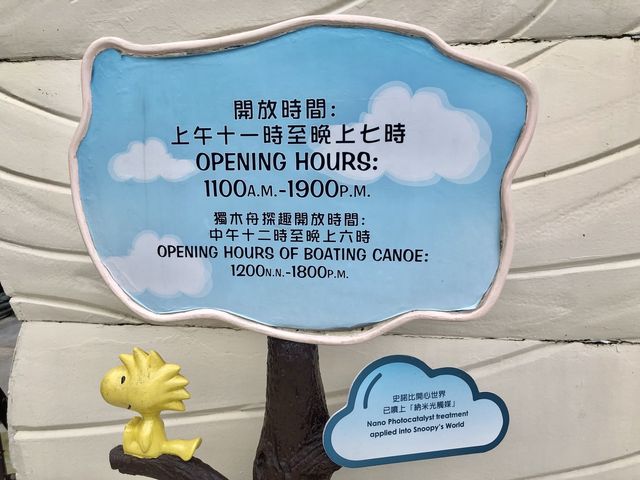 開放時間:
上午十一時至晚上七時
OPENING HOURS:
1100A.M.-1900P.M.
獨木舟探趣開放時間:
中午十二時至晚上六時
OPENING HOURS OF BOATING CANOE:
1200N.N.-1800P.M.
史諾比開心世界
已噴上「納米光觸媒」
Nano Photocatalyst treatment
applied into Snoopy's World